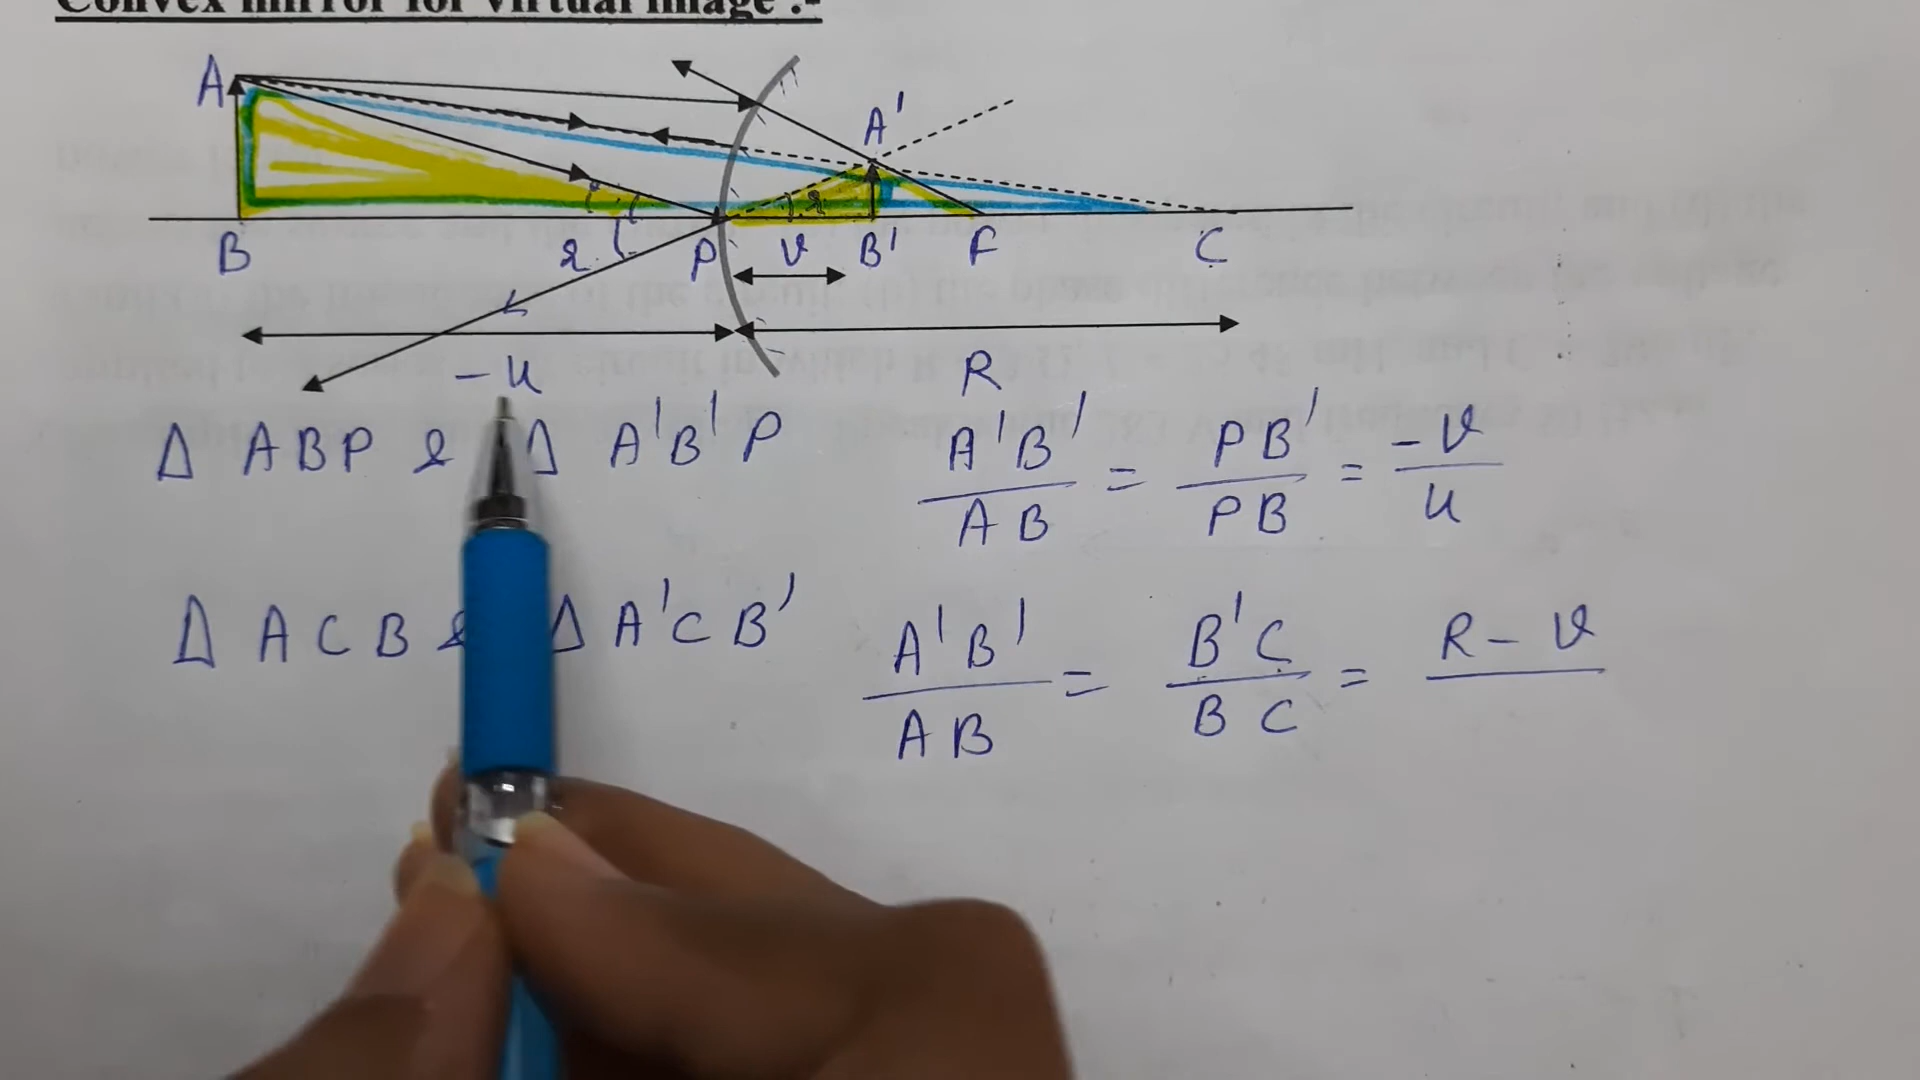 Convex mirror for virtual image :-
A
A'
B
r
P
v
B'
F
C
r
i
- u
R
Δ ABP & Δ A'B'P
A'B' / AB = PB' / PB = -v / u
Δ ACB & Δ A'CB'
A'B' / AB = B'C / BC = R - v